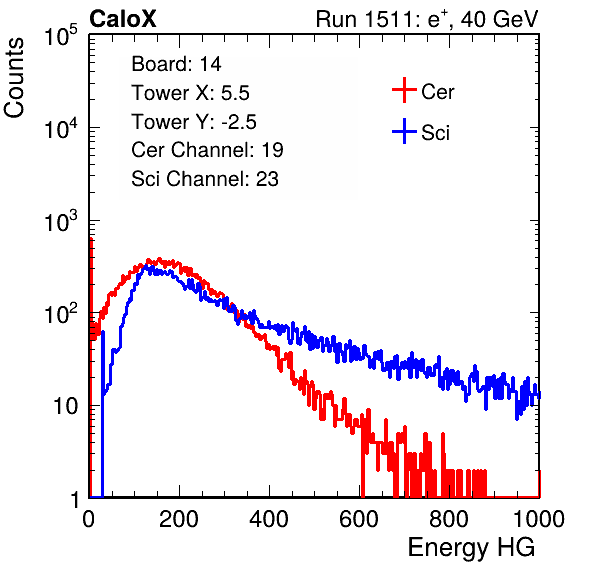 CaloX Run 1511: e⁺, 40 GeV
Counts
Board: 14
Tower X: 5.5
Tower Y: -2.5
Cer Channel: 19
Sci Channel: 23
Cer
Sci
10⁵
10⁴
10³
10²
10
1
0 200 400 600 800 1000
Energy HG